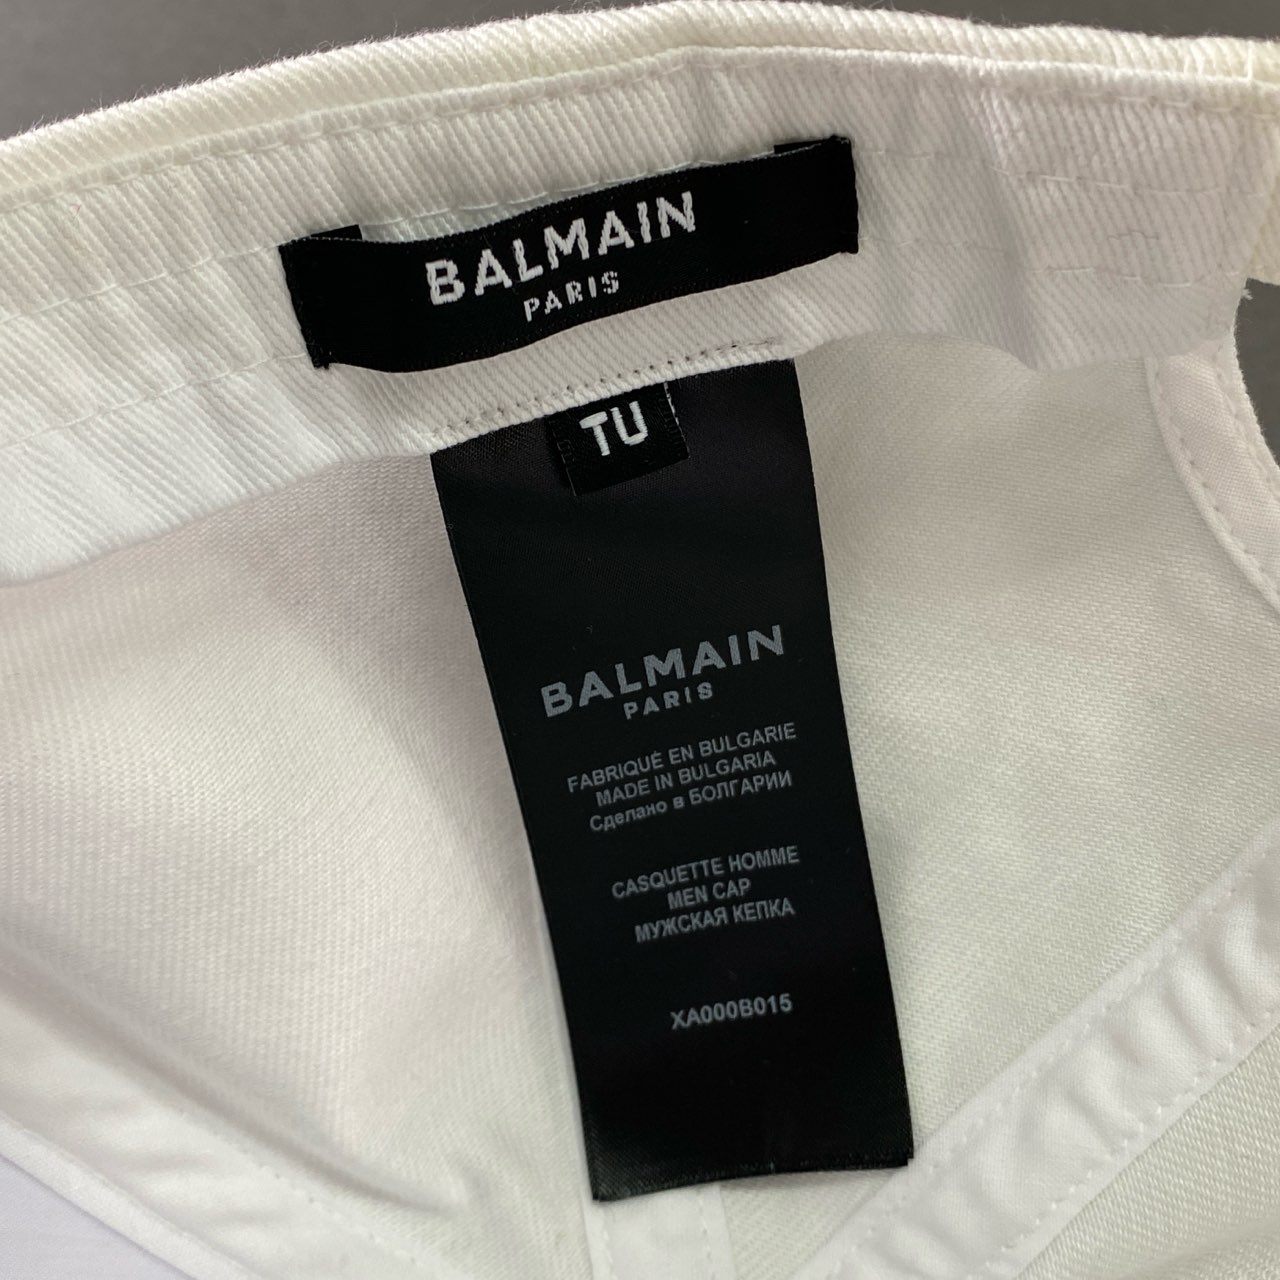 BALMAIN
PARIS
TU
BALMAIN
PARIS
FABRIQUÉ EN BULGARIE
MADE IN BULGARIA
Сделано в БОЛГАРИИ
CASQUETTE HOMME
MEN CAP
МУЖСКАЯ КЕПКА
XA000B015